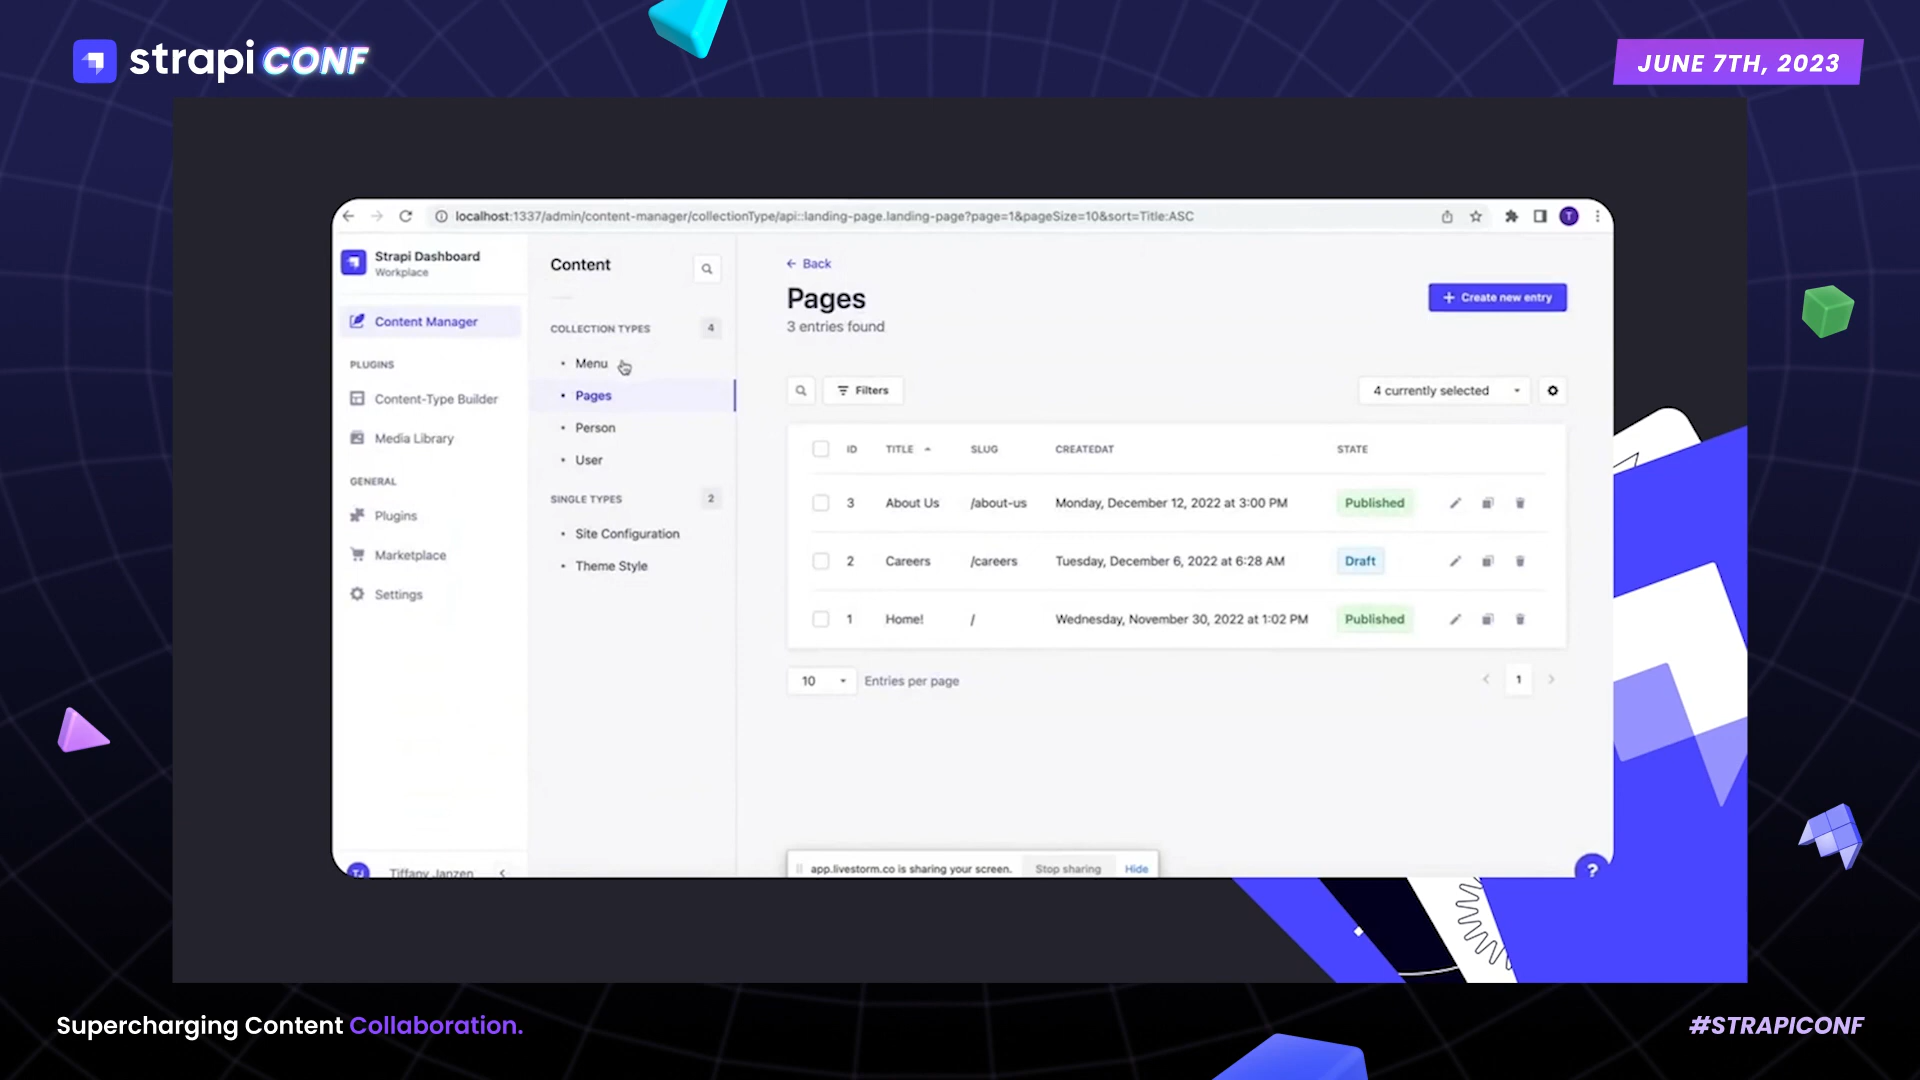 strapi CONF
JUNE 7TH, 2023
localhost:1337/admin/content-manager/collectionType/api::landing-page.landing-page?page=1&pageSize=10&sort=Title:ASC
T
Strapi Dashboard
Workplace
Content Manager
PLUGINS
Content-Type Builder
Media Library
GENERAL
Plugins
Marketplace
Settings
TJ
Tiffany Janzen
Content
COLLECTION TYPES 4
Menu
Pages
Person
User
SINGLE TYPES 2
Site Configuration
Theme Style
Back
Pages
3 entries found
Create new entry
Filters
4 currently selected
ID TITLE SLUG CREATEDAT STATE
3 About Us /about-us Monday, December 12, 2022 at 3:00 PM Published
2 Careers /careers Tuesday, December 6, 2022 at 6:28 AM Draft
1 Home! / Wednesday, November 30, 2022 at 1:02 PM Published
10 Entries per page
1
app.livestorm.co is sharing your screen. Stop sharing Hide
?
Supercharging Content Collaboration.
#STRAPICONF